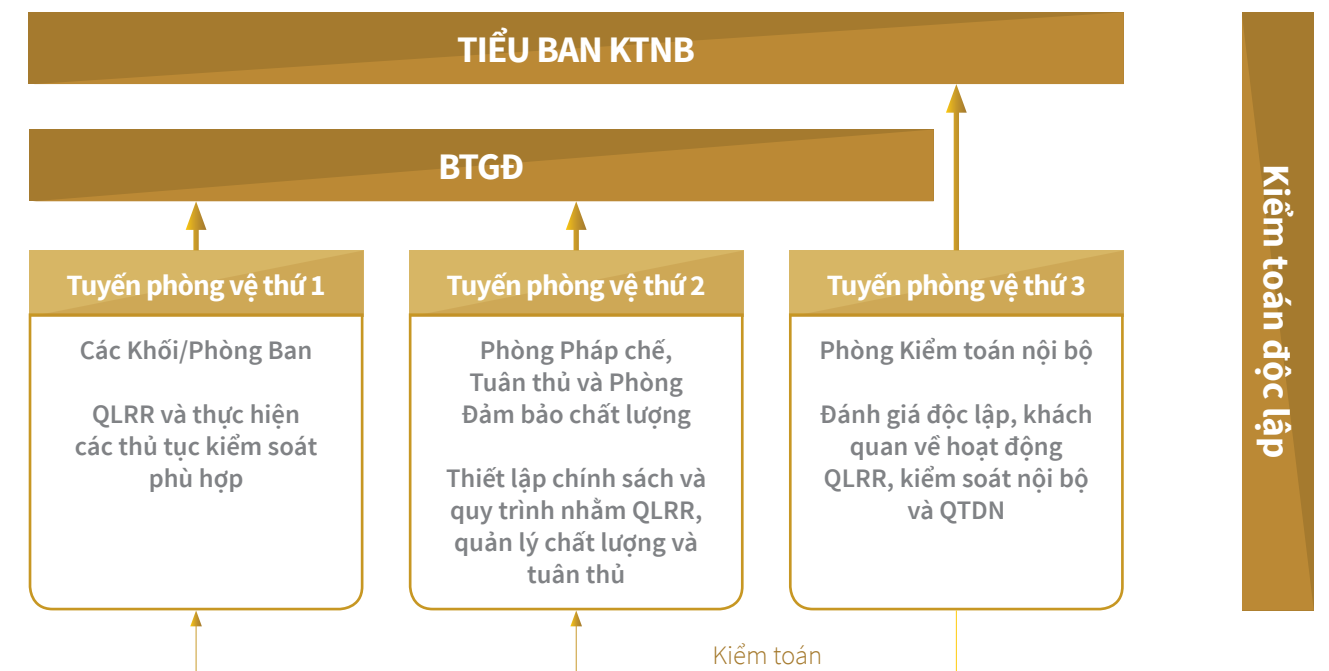 TIỂU BAN KTNB
BTGĐ
Tuyến phòng vệ thứ 1
Các Khối/Phòng Ban
QLRR và thực hiện
các thủ tục kiểm soát
phù hợp
Tuyến phòng vệ thứ 2
Phòng Pháp chế,
Tuân thủ và Phòng
Đảm bảo chất lượng
Thiết lập chính sách và
quy trình nhằm QLRR,
quản lý chất lượng và
tuân thủ
Tuyến phòng vệ thứ 3
Phòng Kiểm toán nội bộ
Đánh giá độc lập, khách
quan về hoạt động
QLRR, kiểm soát nội bộ
và QTDN
Kiểm toán
Kiểm toán độc lập